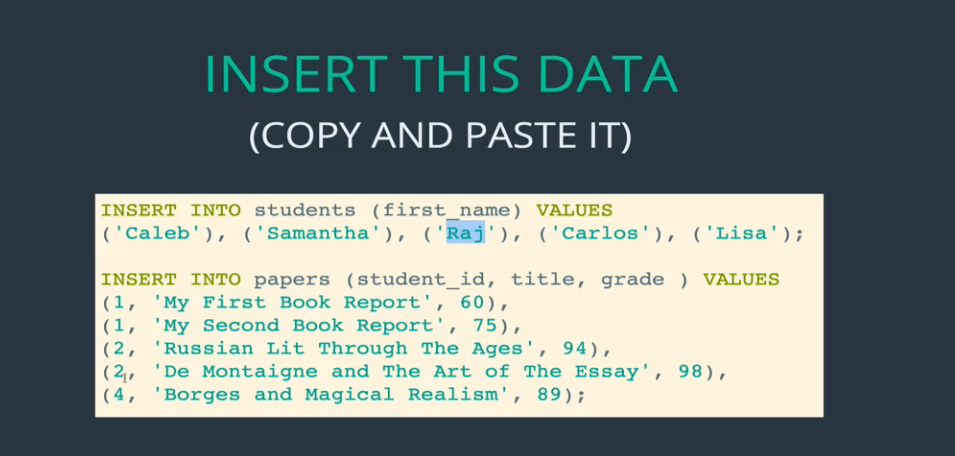 INSERT THIS DATA
(COPY AND PASTE IT)
INSERT INTO students (first_name) VALUES
('Caleb'), ('Samantha'), ('Raj'), ('Carlos'), ('Lisa');
INSERT INTO papers (student_id, title, grade ) VALUES
(1, 'My First Book Report', 60),
(1, 'My Second Book Report', 75),
(2, 'Russian Lit Through The Ages', 94),
(2, 'De Montaigne and The Art of The Essay', 98),
(4, 'Borges and Magical Realism', 89);